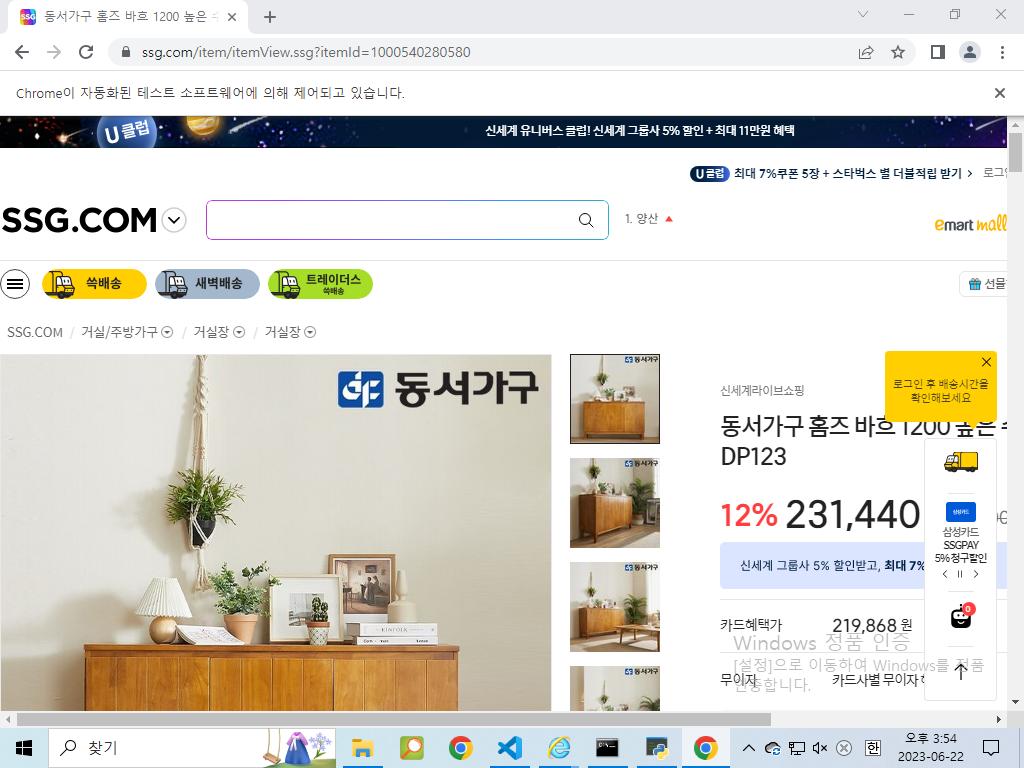 동서가구 홈즈 바흐 1200 높은
ssg.com/item/itemView.ssg?itemId=1000540280580
Chrome이 자동화된 테스트 소프트웨어에 의해 제어되고 있습니다.
U클럽
신세계 유니버스 클럽! 신세계 그룹사 5% 할인 + 최대 11만원 혜택
U클럽 최대 7%쿠폰 5장 + 스타벅스 별 더블적립 받기 > 로그인
SSG.COM
1. 양산
emart mall
쓱배송
새벽배송
트레이더스
쓱배송
선물
SSG.COM / 거실/주방가구 / 거실장 / 거실장
동서가구
로그인 후 배송시간을
확인해보세요
신세계라이브쇼핑
동서가구 홈즈 바흐 1200 높은
DP123
12% 231,440
삼성카드
삼성카드
SSGPAY
5% 청구할인
신세계 그룹사 5% 할인받고, 최대 7%
0
카드혜택가 219,868 원
Windows 정품 인증
[설정]으로 이동하여 Windows를 정품
인증합니다.
무이자 카드사별 무이자
KINFOLK
찾기
오후 3:54
2023-06-22
한